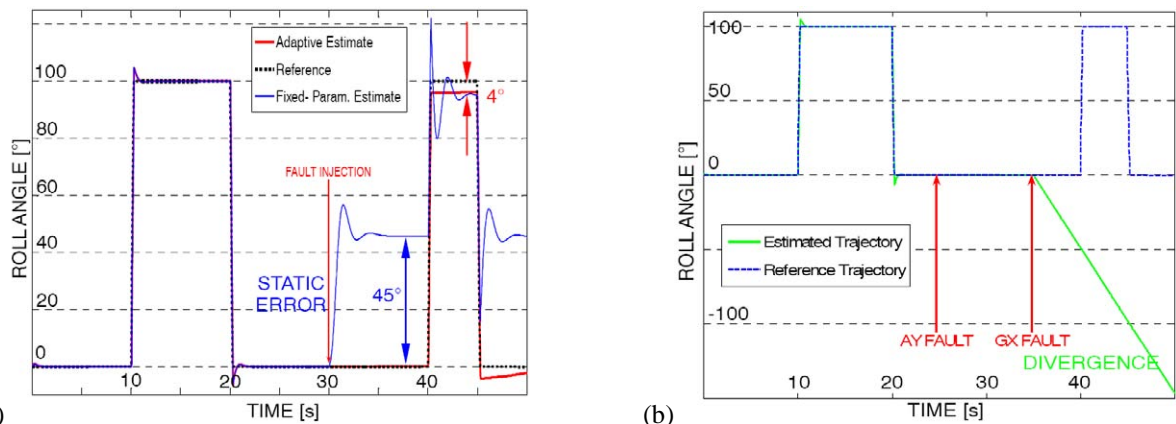 Adaptive Estimate
Reference
Fixed- Param. Estimate
100
80
60
40
20
0
FAULT INJECTION
STATIC
ERROR
45°
4°
10
20
30
40
ROLL ANGLE [°]
TIME [s]
)
100
50
0
-100
Estimated Trajectory
Reference Trajectory
AY FAULT
GX FAULT
DIVERGENCE
10
20
30
40
ROLL ANGLE [°]
TIME [s]
(b)